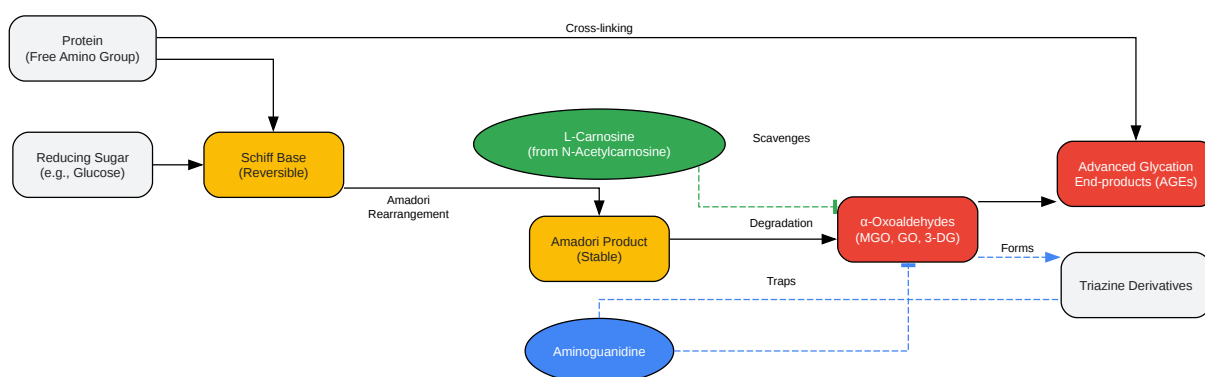 Cross-linking
Protein
(Free Amino Group)
L-Carnosine
(from N-Acetylcarnosine)
Scavenges
Reducing Sugar
(e.g., Glucose)
Schiff Base
(Reversible)
Advanced Glycation
End-products (AGEs)
Amadori
Rearrangement
Amadori Product
(Stable)
Degradation
α-Oxoaldehydes
(MGO, GO, 3-DG)
Forms
Traps
Triazine Derivatives
Aminoguanidine